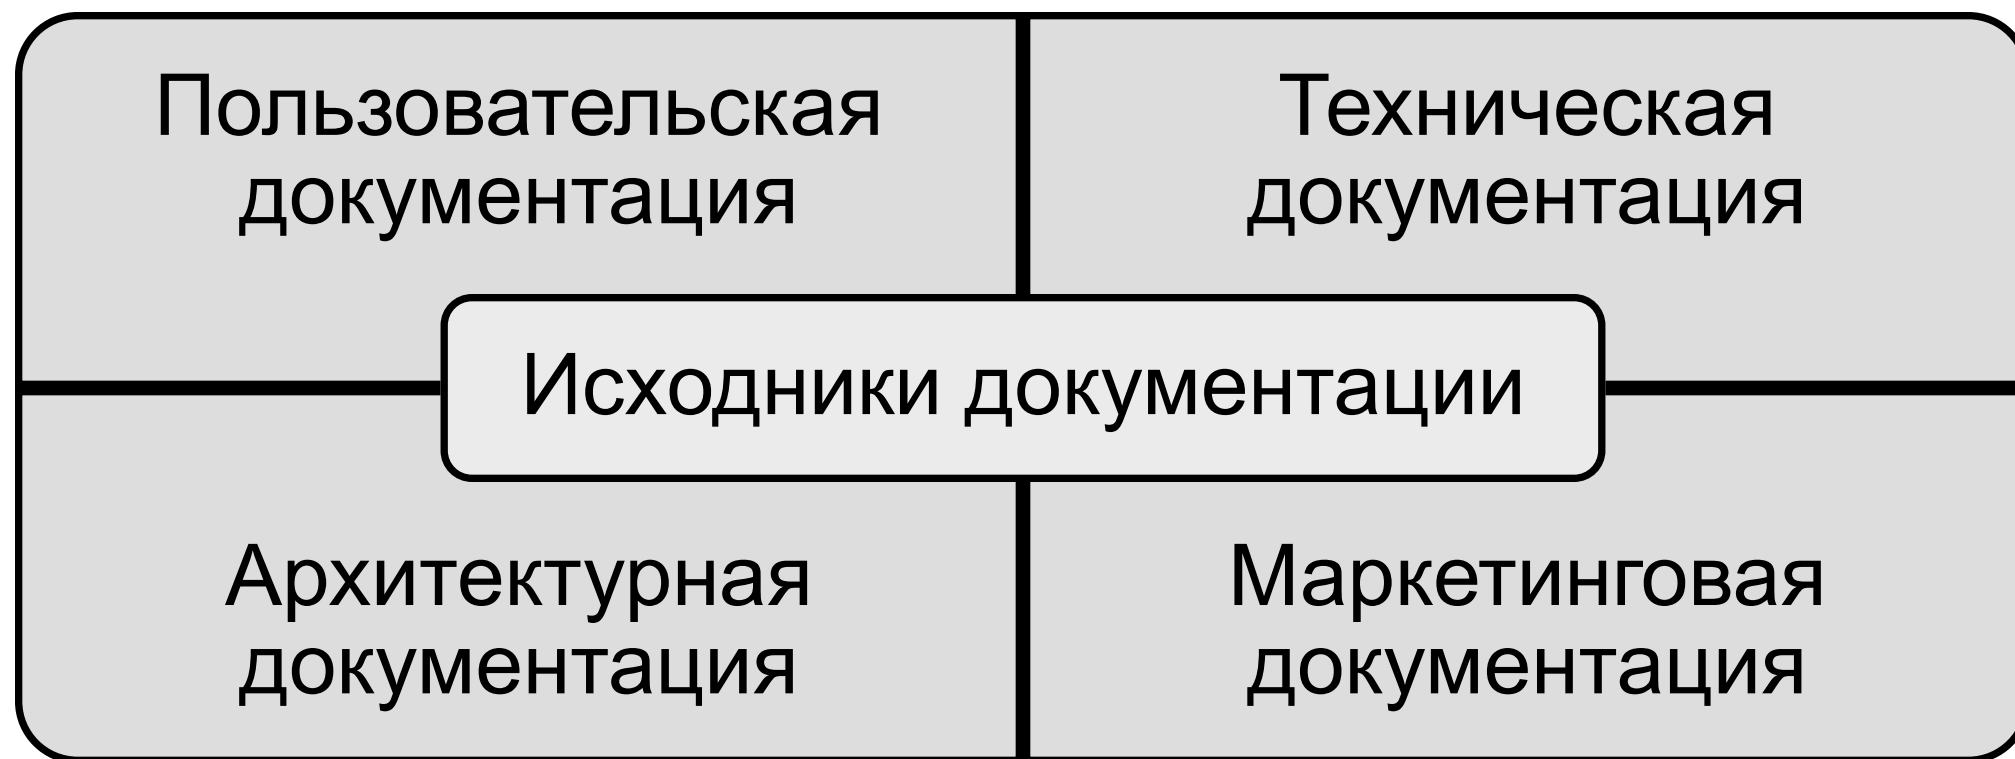 Пользовательская
документация
Техническая
документация
Исходники документации
Архитектурная
документация
Маркетинговая
документация